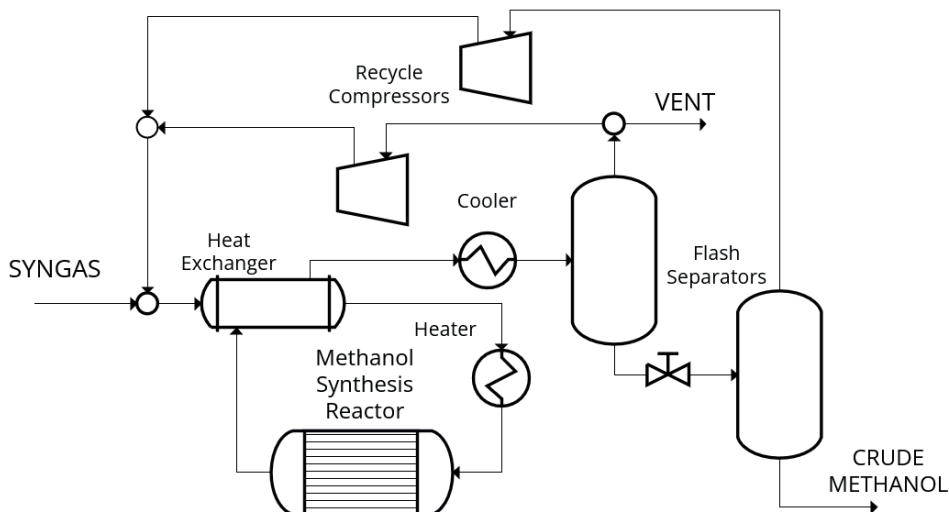 Recycle
Compressors
VENT
Cooler
Heat
Exchanger
SYNGAS
Flash
Separators
Heater
Methanol
Synthesis
Reactor
CRUDE
METHANOL